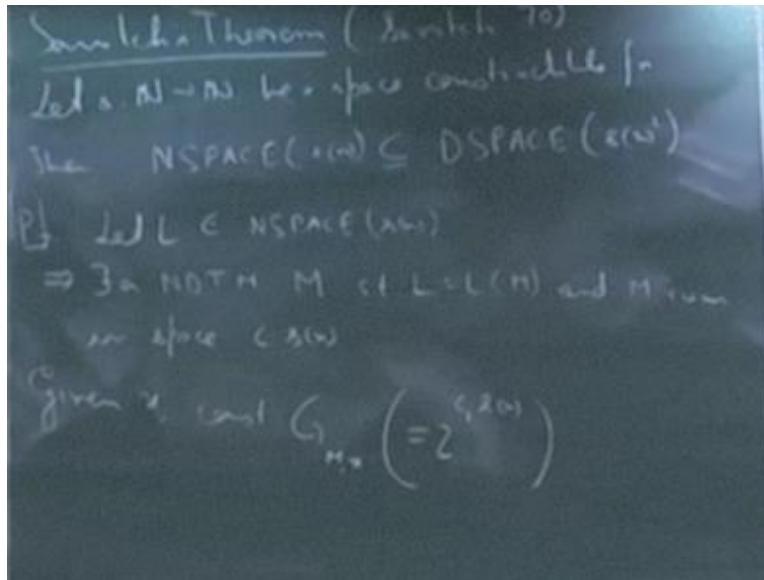 Savitch's Theorem (Savitch 70)
Let s: ℕ→ℕ be a space constructible fn
Then NSPACE(s(n)) ⊆ DSPACE(s(n)²)
Pf Let L ∈ NSPACE(s(n))
⇒ ∃ a NDTM M st L=L(M) and M runs
in space c s(n)
Given x, const G_{M,x} (=2^{c, s(n)})